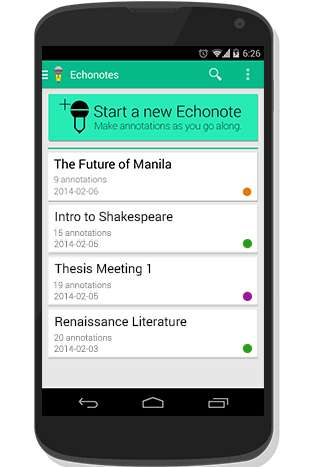 6:26
Echonotes
Start a new Echonote
Make annotations as you go along.
The Future of Manila
9 annotations
2014-02-06
Intro to Shakespeare
15 annotations
2014-02-05
Thesis Meeting 1
19 annotations
2014-02-05
Renaissance Literature
20 annotations
2014-02-03